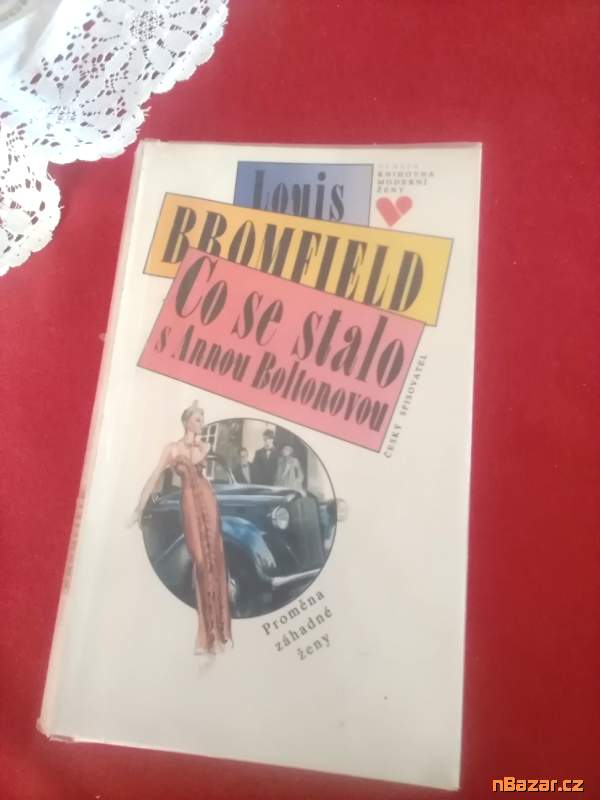 Louis
KNIHOVNA
MODERNÍ
ŽENY
BROMFIELD
Co se stalo
s Annou Boltonovou
ČESKÝ SPISOVATEL
Proměna
záhadné
ženy
nBazar.cz